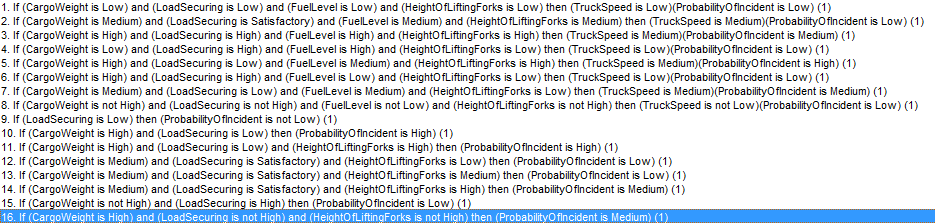 1. If (CargoWeight is Low) and (LoadSecuring is Low) and (FuelLevel is Low) and (HeightOfLiftingForks is Low) then (TruckSpeed is Low)(ProbabilityOfIncident is Low) (1)
2. If (CargoWeight is Medium) and (LoadSecuring is Satisfactory) and (FuelLevel is Medium) and (HeightOfLiftingForks is Medium) then (TruckSpeed is Medium)(ProbabilityOfIncident is Medium) (1)
3. If (CargoWeight is High) and (LoadSecuring is High) and (FuelLevel is High) and (HeightOfLiftingForks is High) then (TruckSpeed is Medium)(ProbabilityOfIncident is Medium) (1)
4. If (CargoWeight is Low) and (LoadSecuring is High) and (FuelLevel is Low) and (HeightOfLiftingForks is Low) then (TruckSpeed is Low)(ProbabilityOfIncident is Low) (1)
5. If (CargoWeight is High) and (LoadSecuring is Low) and (FuelLevel is Medium) and (HeightOfLiftingForks is High) then (TruckSpeed is Medium)(ProbabilityOfIncident is High) (1)
6. If (CargoWeight is High) and (LoadSecuring is High) and (FuelLevel is Low) and (HeightOfLiftingForks is Low) then (TruckSpeed is Medium)(ProbabilityOfIncident is Low) (1)
7. If (CargoWeight is Medium) and (LoadSecuring is Low) and (FuelLevel is Medium) and (HeightOfLiftingForks is Low) then (TruckSpeed is Medium)(ProbabilityOfIncident is Medium) (1)
8. If (CargoWeight is not High) and (LoadSecuring is not High) and (FuelLevel is not Low) and (HeightOfLiftingForks is not High) then (TruckSpeed is not Low)(ProbabilityOfIncident is Low) (1)
9. If (LoadSecuring is Low) then (ProbabilityOfIncident is not Low) (1)
10. If (CargoWeight is High) and (LoadSecuring is Low) then (ProbabilityOfIncident is High) (1)
11. If (CargoWeight is High) and (LoadSecuring is Low) and (HeightOfLiftingForks is High) then (ProbabilityOfIncident is High) (1)
12. If (CargoWeight is Medium) and (LoadSecuring is Satisfactory) and (HeightOfLiftingForks is Low) then (ProbabilityOfIncident is Low) (1)
13. If (CargoWeight is Medium) and (LoadSecuring is Satisfactory) and (HeightOfLiftingForks is Medium) then (ProbabilityOfIncident is Low) (1)
14. If (CargoWeight is Medium) and (LoadSecuring is Satisfactory) and (HeightOfLiftingForks is High) then (ProbabilityOfIncident is Medium) (1)
15. If (CargoWeight is not High) and (LoadSecuring is High) then (ProbabilityOfIncident is Low) (1)
16. If (CargoWeight is High) and (LoadSecuring is not High) and (HeightOfLiftingForks is not High) then (ProbabilityOfIncident is Medium) (1)